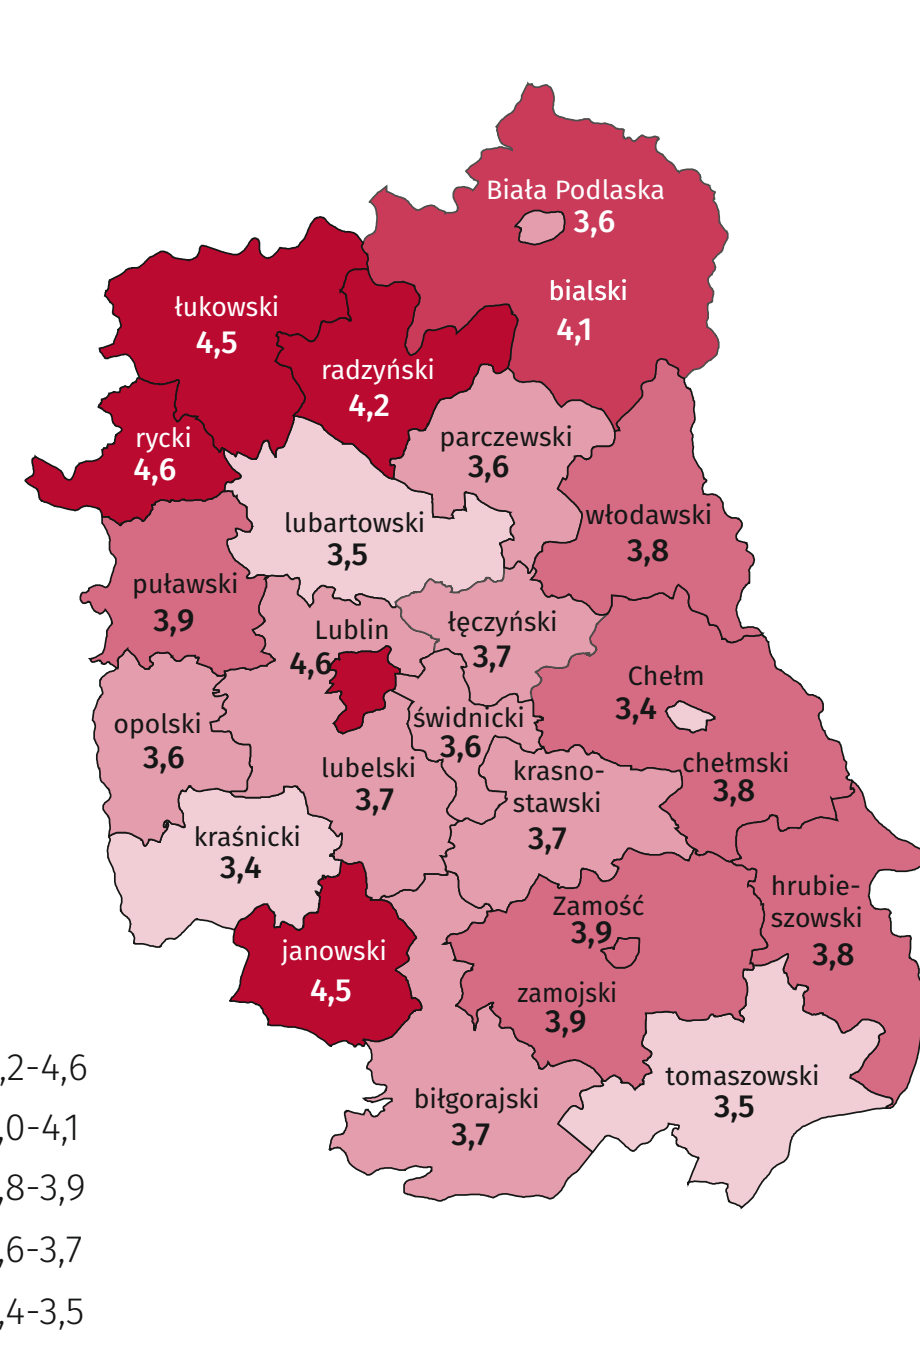 Biała Podlaska
3,6
bialski
4,1
łukowski
4,5
radzyński
4,2
rycki
4,6
parczewski
3,6
lubartowski
3,5
włodawski
3,8
puławski
3,9
Lublin
4,6
łęczyński
3,7
Chełm
3,4
opolski
3,6
świdnicki
3,6
lubelski
3,7
krasno-
stawski
3,7
chełmski
3,8
kraśnicki
3,4
hrubie-
szowski
3,8
Zamość
3,9
janowski
4,5
zamojski
3,9
tomaszowski
3,5
biłgorajski
3,7
,2-4,6
,0-4,1
,8-3,9
,6-3,7
,4-3,5